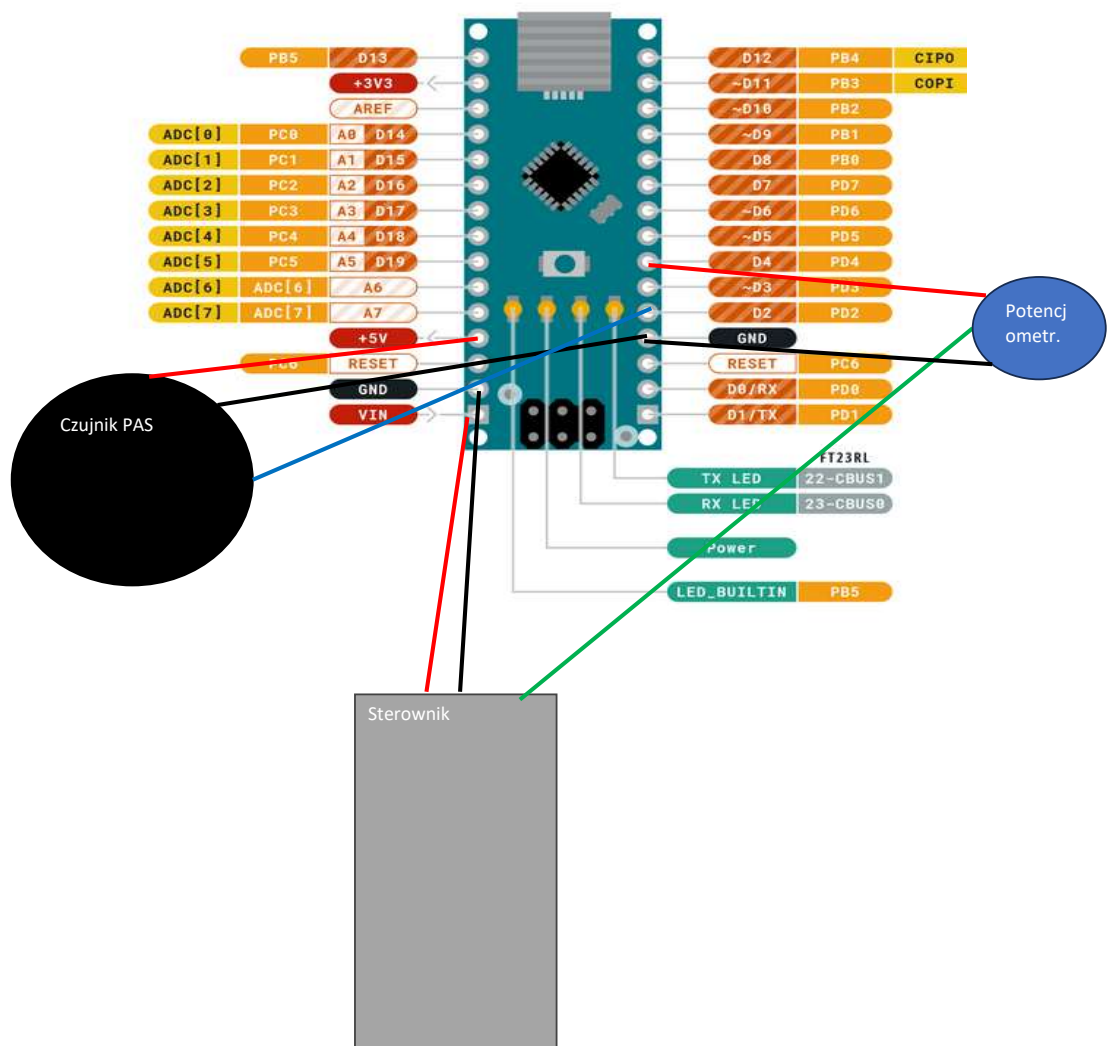 PB5 D13
+3V3
AREF
ADC[0] PC0 A0 D14
ADC[1] PC1 A1 D15
ADC[2] PC2 A2 D16
ADC[3] PC3 A3 D17
ADC[4] PC4 A4 D18
ADC[5] PC5 A5 D19
ADC[6] ADC[6] A6
ADC[7] ADC[7] A7
+5V
PC6 RESET
GND
VIN
D12 PB4 CIPO
~D11 PB3 COPI
~D10 PB2
~D9 PB1
D8 PB0
D7 PD7
~D6 PD6
~D5 PD5
D4 PD4
~D3 PD3
D2 PD2
GND
RESET PC6
D0/RX PD0
D1/TX PD1
FT23RL
TX LED 22-CBUS1
RX LED 23-CBUS0
Power
LED_BUILTIN PB5
Czujnik PAS
Potencj
ometr.
Sterownik